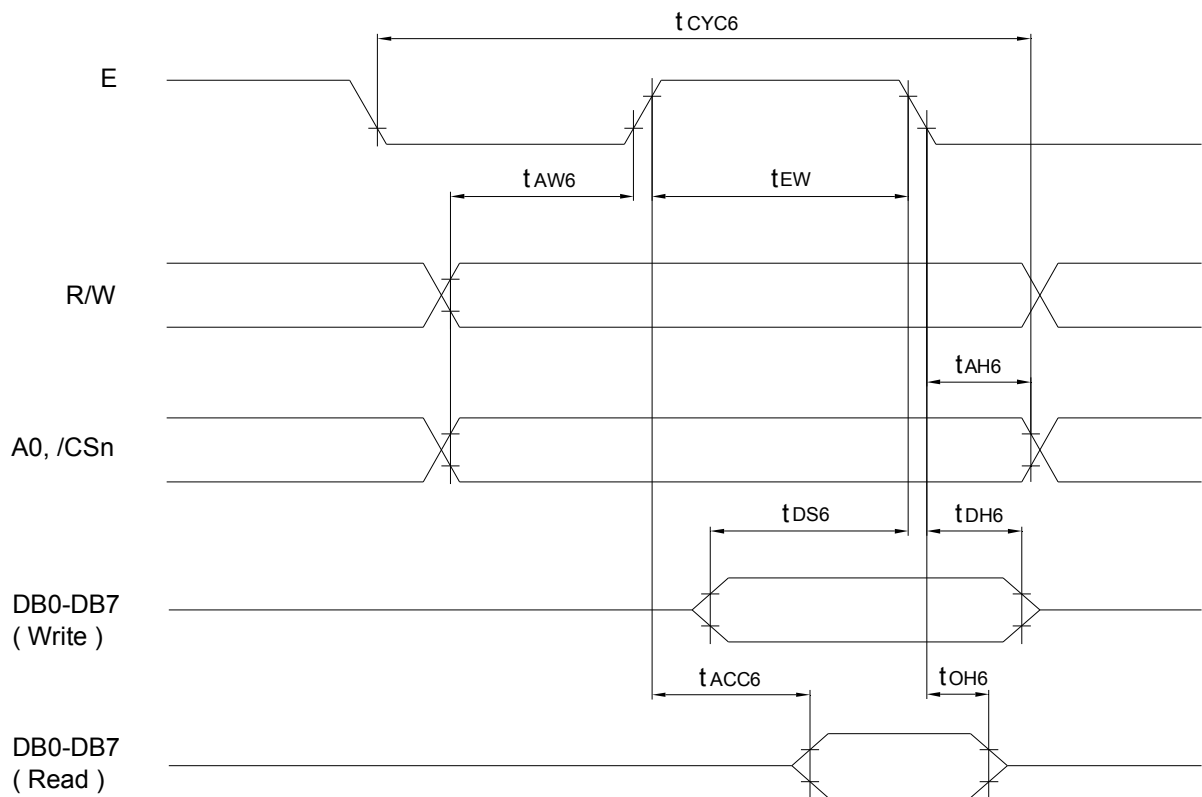 tCYC6
E
tAW6
tEW
R/W
tAH6
A0, /CSn
tDS6
tDH6
DB0-DB7
( Write )
tACC6
tOH6
DB0-DB7
( Read )